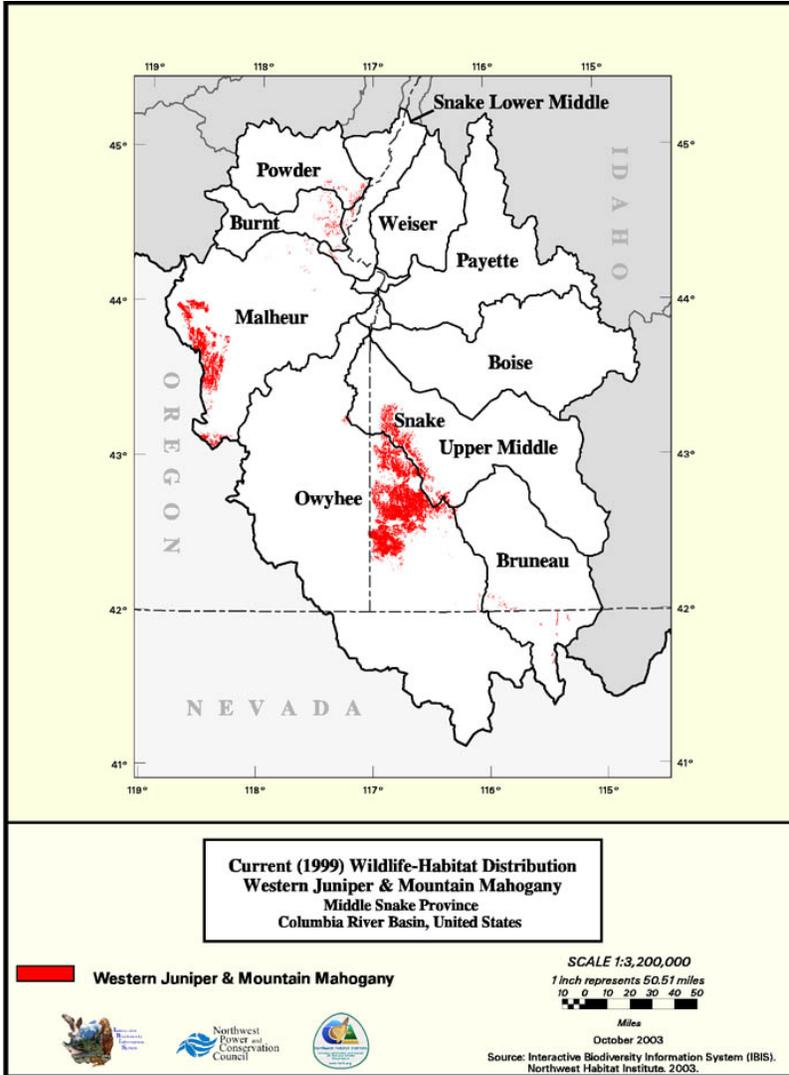 119° 118° 117° 116° 115°
Snake Lower Middle
45° 45°
Powder
IDAHO
Burnt
Weiser
Payette
44° 44°
Malheur
Boise
OREGON
Snake
43° 43°
Upper Middle
Owyhee
Bruneau
42° 42°
NEVADA
41° 41°
119° 118° 117° 116° 115°
Current (1999) Wildlife-Habitat Distribution
Western Juniper & Mountain Mahogany
Middle Snake Province
Columbia River Basin, United States
Western Juniper & Mountain Mahogany
SCALE 1:3,200,000
1 inch represents 50.51 miles
10 0 10 20 30 40 50
Miles
October 2003
Northwest
Power and
Conservation
Council
Source: Interactive Biodiversity Information System (IBIS).
Northwest Habitat Institute. 2003.